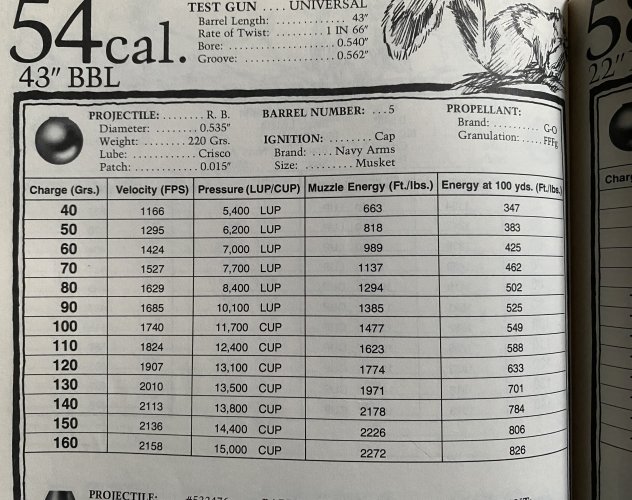 54 cal.
43" BBL
TEST GUN .... UNIVERSAL
Barrel Length: ................ 43"
Rate of Twist: ......... 1 IN 66"
Bore: ........................ 0.540"
Groove: .................... 0.562"
PROJECTILE: ........ R. B.
Diameter: ......... 0.535"
Weight: ......... 220 Grs.
Lube: ............. Crisco
Patch: ............. 0.015"
BARREL NUMBER: ...5
IGNITION: ........ Cap
Brand: .... Navy Arms
Size: ......... Musket
PROPELLANT:
Brand: .......... G-O
Granulation: ..... FFFg
Charge (Grs.) Velocity (FPS) Pressure (LUP/CUP) Muzzle Energy (Ft./lbs.) Energy at 100 yds. (Ft./lbs.)
40 1166 5,400 LUP 663 347
50 1295 6,200 LUP 818 383
60 1424 7,000 LUP 989 425
70 1527 7,700 LUP 1137 462
80 1629 8,400 LUP 1294 502
90 1685 10,100 LUP 1385 525
100 1740 11,700 CUP 1477 549
110 1824 12,400 CUP 1623 588
120 1907 13,100 CUP 1774 633
130 2010 13,500 CUP 1971 701
140 2113 13,800 CUP 2178 784
150 2136 14,400 CUP 2226 806
160 2158 15,000 CUP 2272 826
PROJECTILE:
22"